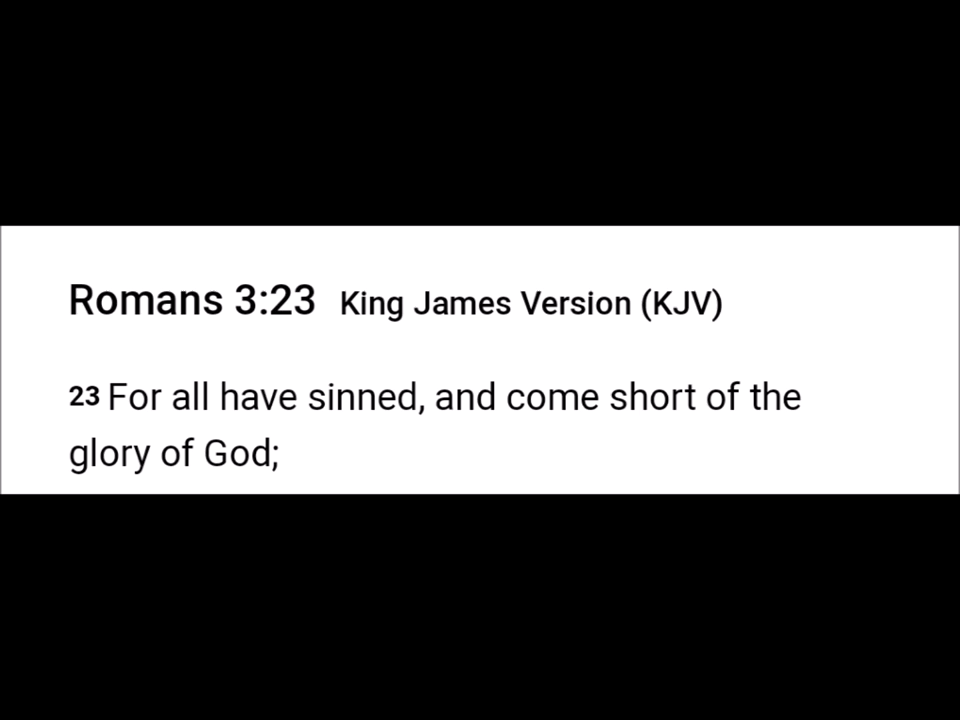 Romans 3:23 King James Version (KJV)
23 For all have sinned, and come short of the
glory of God;